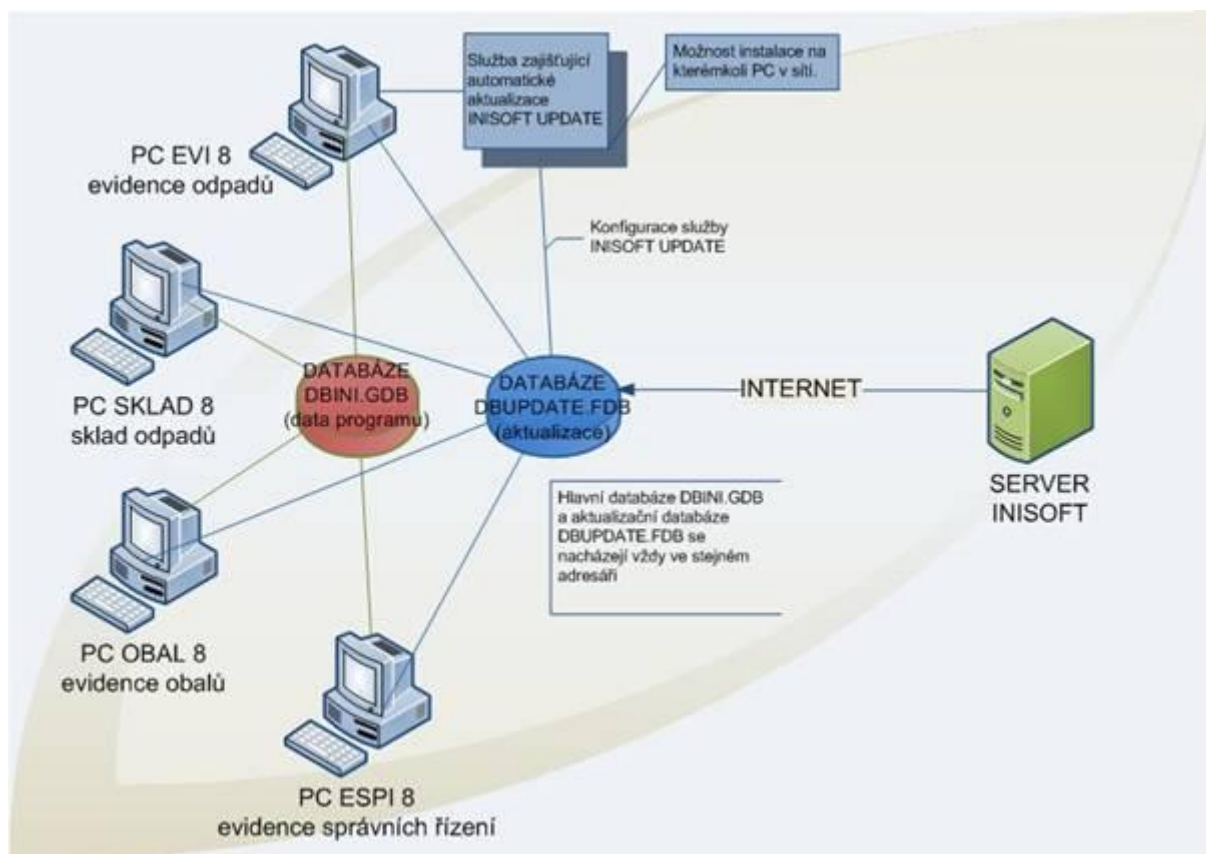 Služba zajišťující
automatické
aktualizace
INISOFT UPDATE
Možnost instalace na
kterémkoli PC v síti.
PC EVI 8
evidence odpadů
Konfigurace služby
INISOFT UPDATE
PC SKLAD 8
sklad odpadů
DATABÁZE
DBINI.GDB
(data programu)
DATABÁZE
DBUPDATE.FDB
(aktualizace)
INTERNET
SERVER
INISOFT
Hlavní databáze DBINI.GDB
a aktualizační databáze
DBUPDATE.FDB se
nacházejí vždy ve stejném
adresáři
PC OBAL 8
evidence obalů
PC ESPI 8
evidence správních řízení